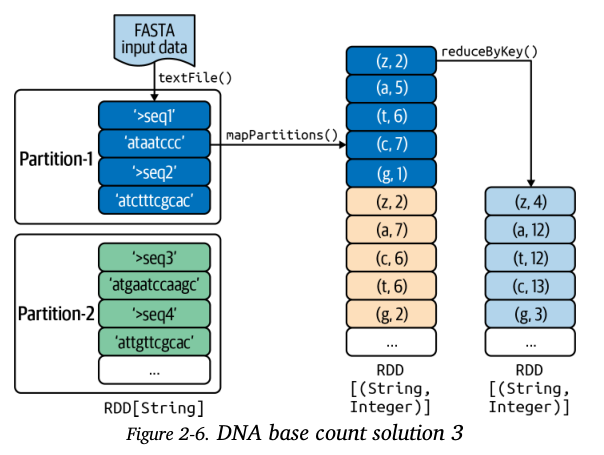 FASTA
input data
textFile()
Partition-1
'>seq1'
'ataatccc'
'>seq2'
'atctttcgcac'
mapPartitions()
Partition-2
'>seq3'
'atgaatccaagc'
'>seq4'
'attgttcgcac'
...
RDD[String]
(z, 2)
(a, 5)
(t, 6)
(c, 7)
(g, 1)
(z, 2)
(a, 7)
(c, 6)
(t, 6)
(g, 2)
...
RDD
[(String,
Integer)]
reduceByKey()
(z, 4)
(a, 12)
(t, 12)
(c, 13)
(g, 3)
...
RDD
[(String,
Integer)]
Figure 2-6. DNA base count solution 3